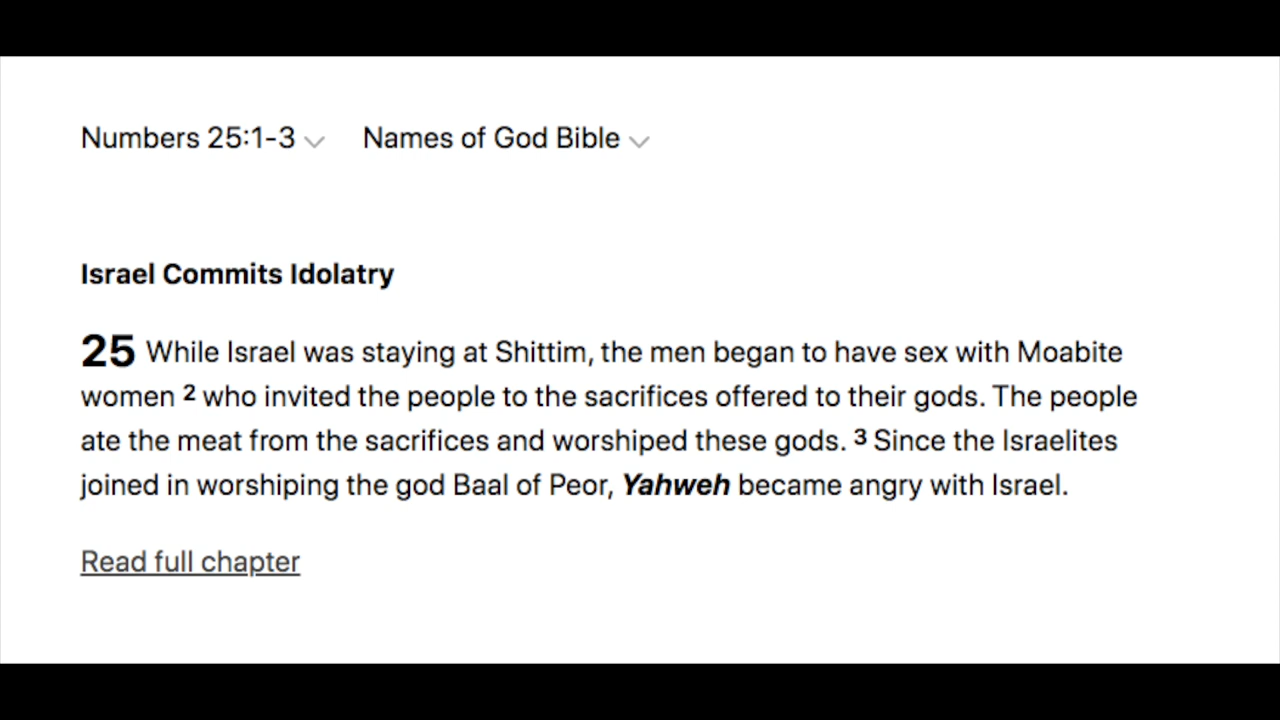 Numbers 25:1-3 Names of God Bible
Israel Commits Idolatry
25 While Israel was staying at Shittim, the men began to have sex with Moabite
women 2 who invited the people to the sacrifices offered to their gods. The people
ate the meat from the sacrifices and worshiped these gods. 3 Since the Israelites
joined in worshiping the god Baal of Peor, Yahweh became angry with Israel.
Read full chapter